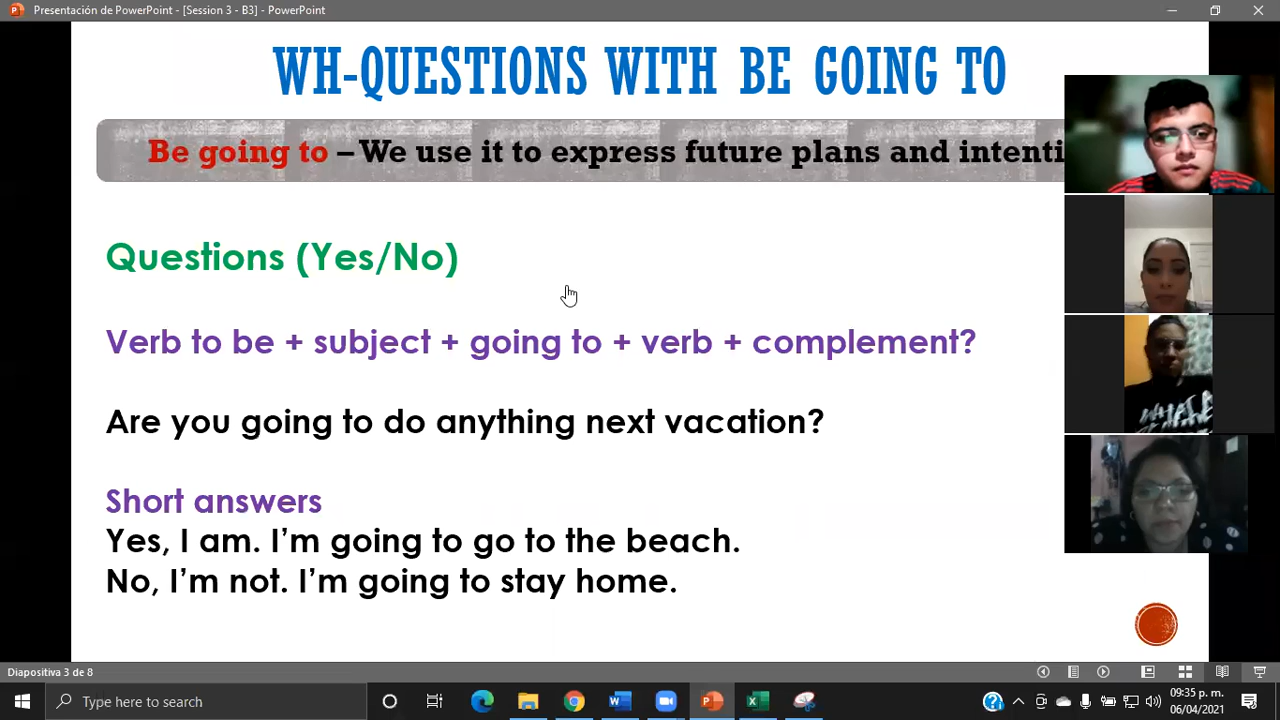 Presentación de PowerPoint - [Session 3 - B3] - PowerPoint
WH-QUESTIONS WITH BE GOING TO
Be going to – We use it to express future plans and intenti
Questions (Yes/No)
Verb to be + subject + going to + verb + complement?
Are you going to do anything next vacation?
Short answers
Yes, I am. I’m going to go to the beach.
No, I’m not. I’m going to stay home.
Diapositiva 3 de 8
Type here to search
09:35 p. m.
06/04/2021